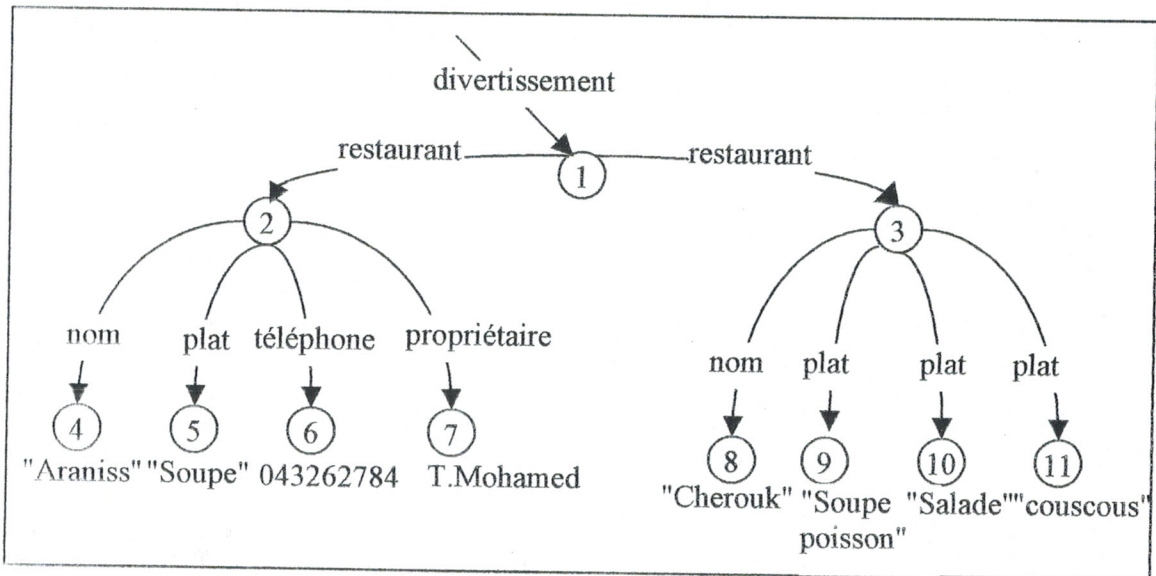 divertissement
restaurant restaurant
1
2 3
nom plat téléphone propriétaire
nom plat plat plat
4 5 6 7
"Araniss" "Soupe" 043262784 T.Mohamed
8 9 10 11
"Cherouk" "Soupe "Salade" "couscous"
poisson"